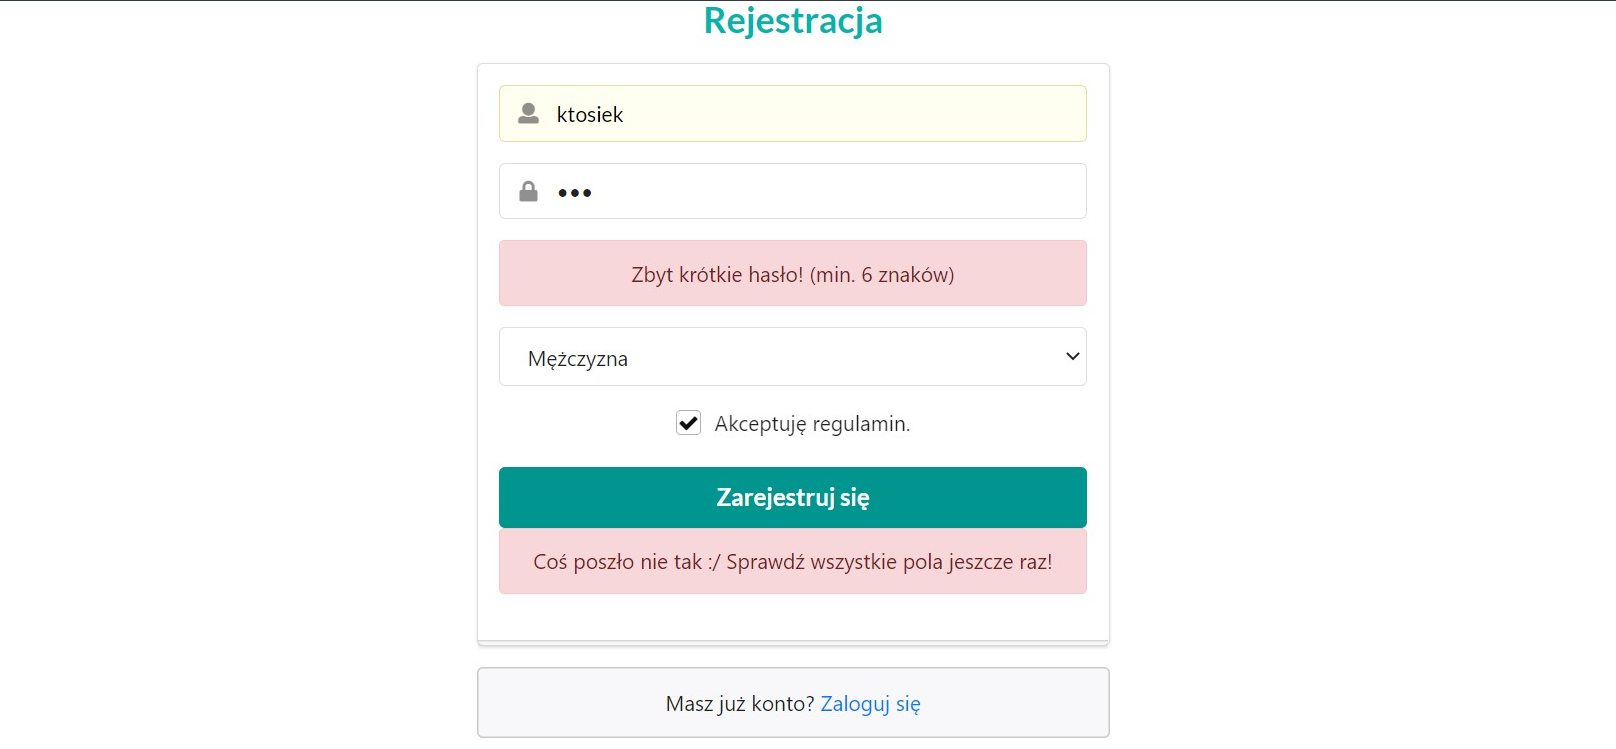 Rejestracja
ktosiek
•••
Zbyt krótkie hasło! (min. 6 znaków)
Mężczyzna
Akceptuję regulamin.
Zarejestruj się
Coś poszło nie tak :/ Sprawdź wszystkie pola jeszcze raz!
Masz już konto? Zaloguj się